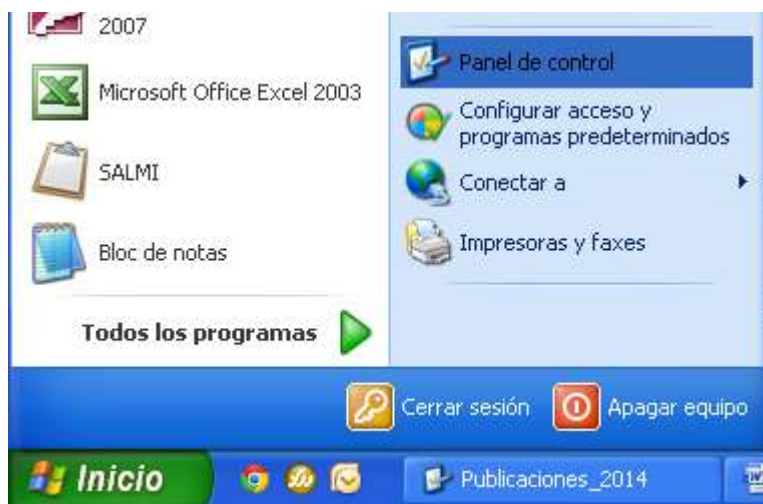 2007
Microsoft Office Excel 2003
SALMI
Bloc de notas
Todos los programas
Panel de control
Configurar acceso y
programas predeterminados
Conectar a
Impresoras y faxes
Cerrar sesión
Apagar equipo
Inicio
Publicaciones_2014